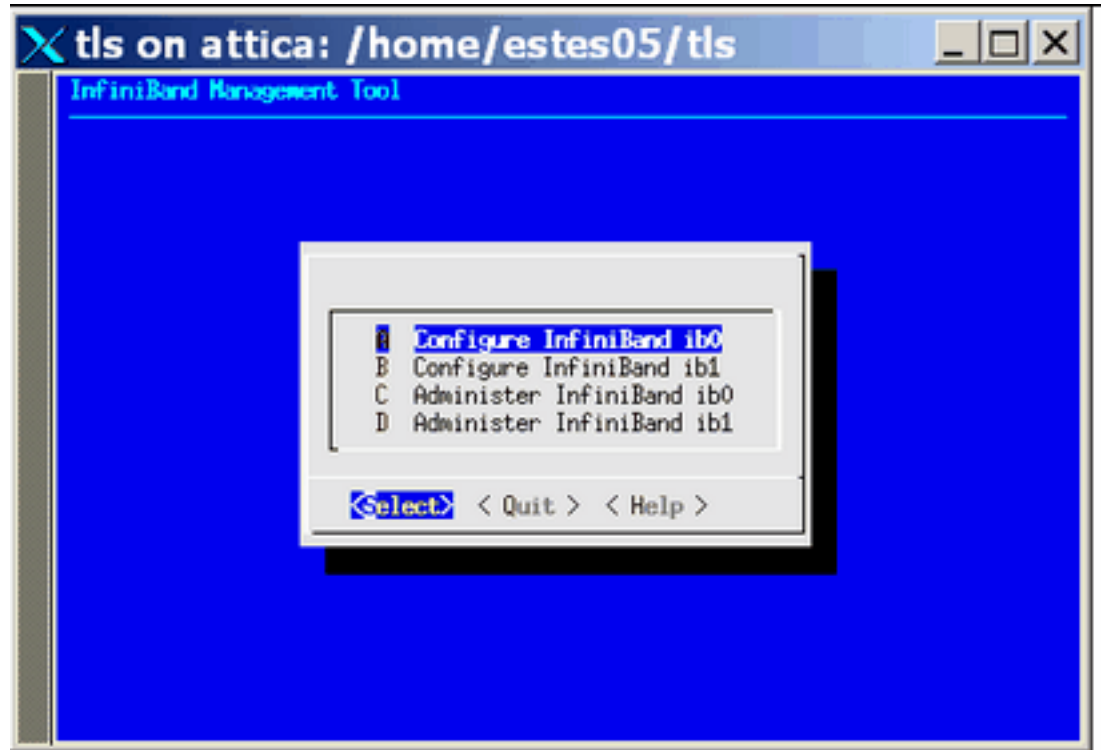 tls on attica: /home/estes05/tls
InfiniBand Management Tool
A Configure InfiniBand ib0
B Configure InfiniBand ib1
C Administer InfiniBand ib0
D Administer InfiniBand ib1
<Select> < Quit > < Help >